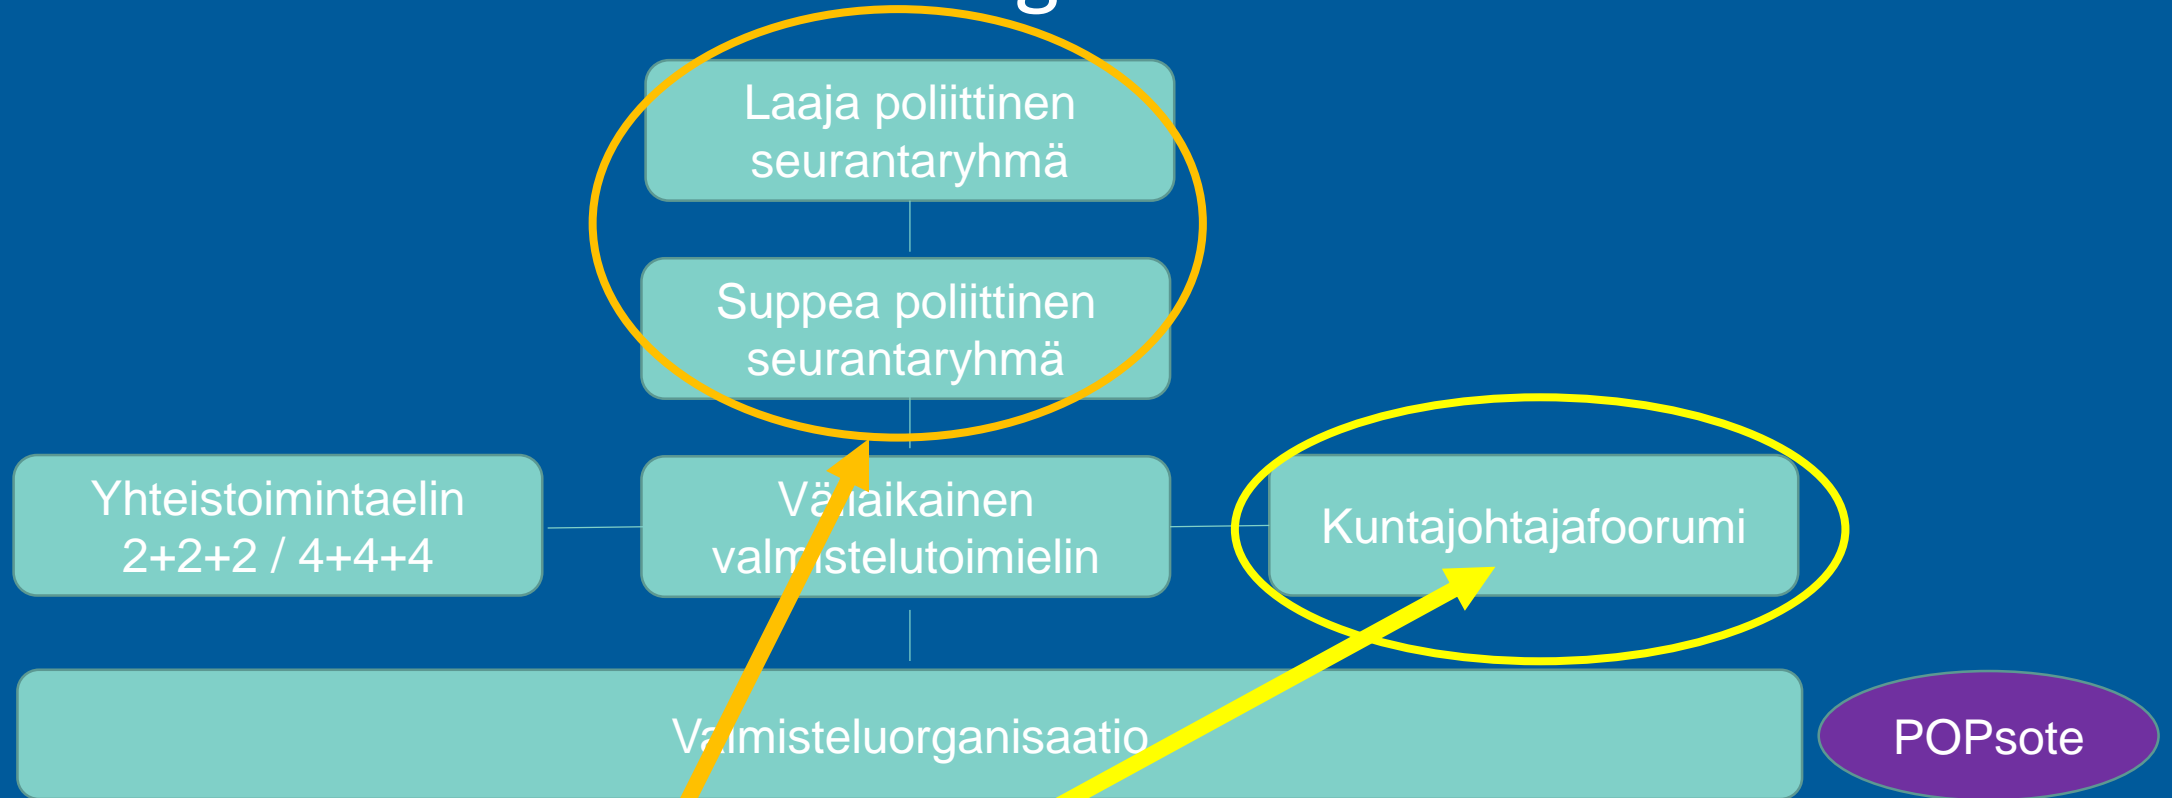 Laaja poliittinen
seurantaryhmä
Suppea poliittinen
seurantaryhmä
Yhteistoimintaelin
2+2+2 / 4+4+4
Väliaikainen
valmistelutoimielin
Kuntajohtajafoorumi
Valmisteluorganisaatio
POPsote